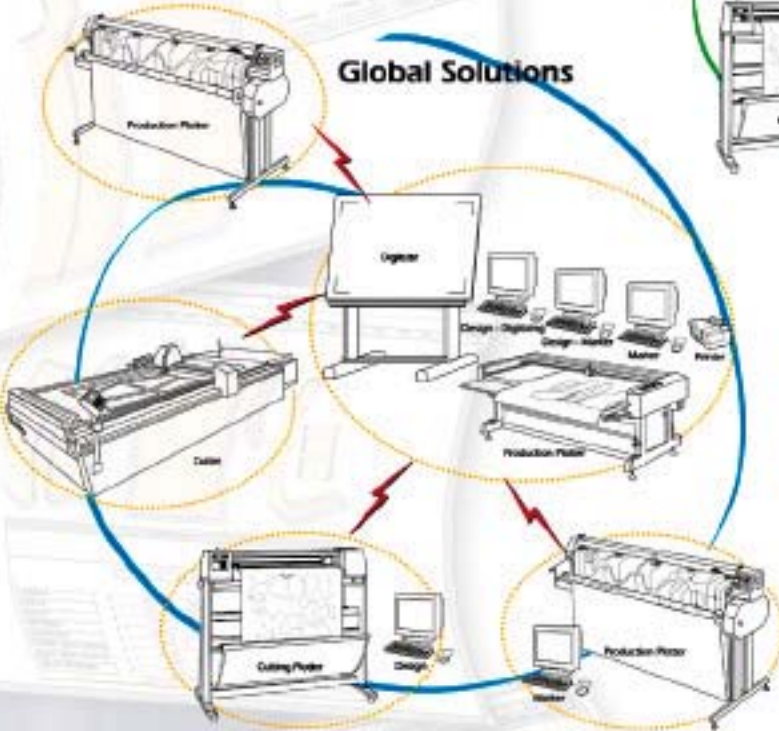 Global Solutions
Production Plotter
Digitizer
Design - Digitizing
Design - Marker
Marker
Printer
Production Plotter
Cutter
Cutting Plotter
Design
Production Plotter
Marker